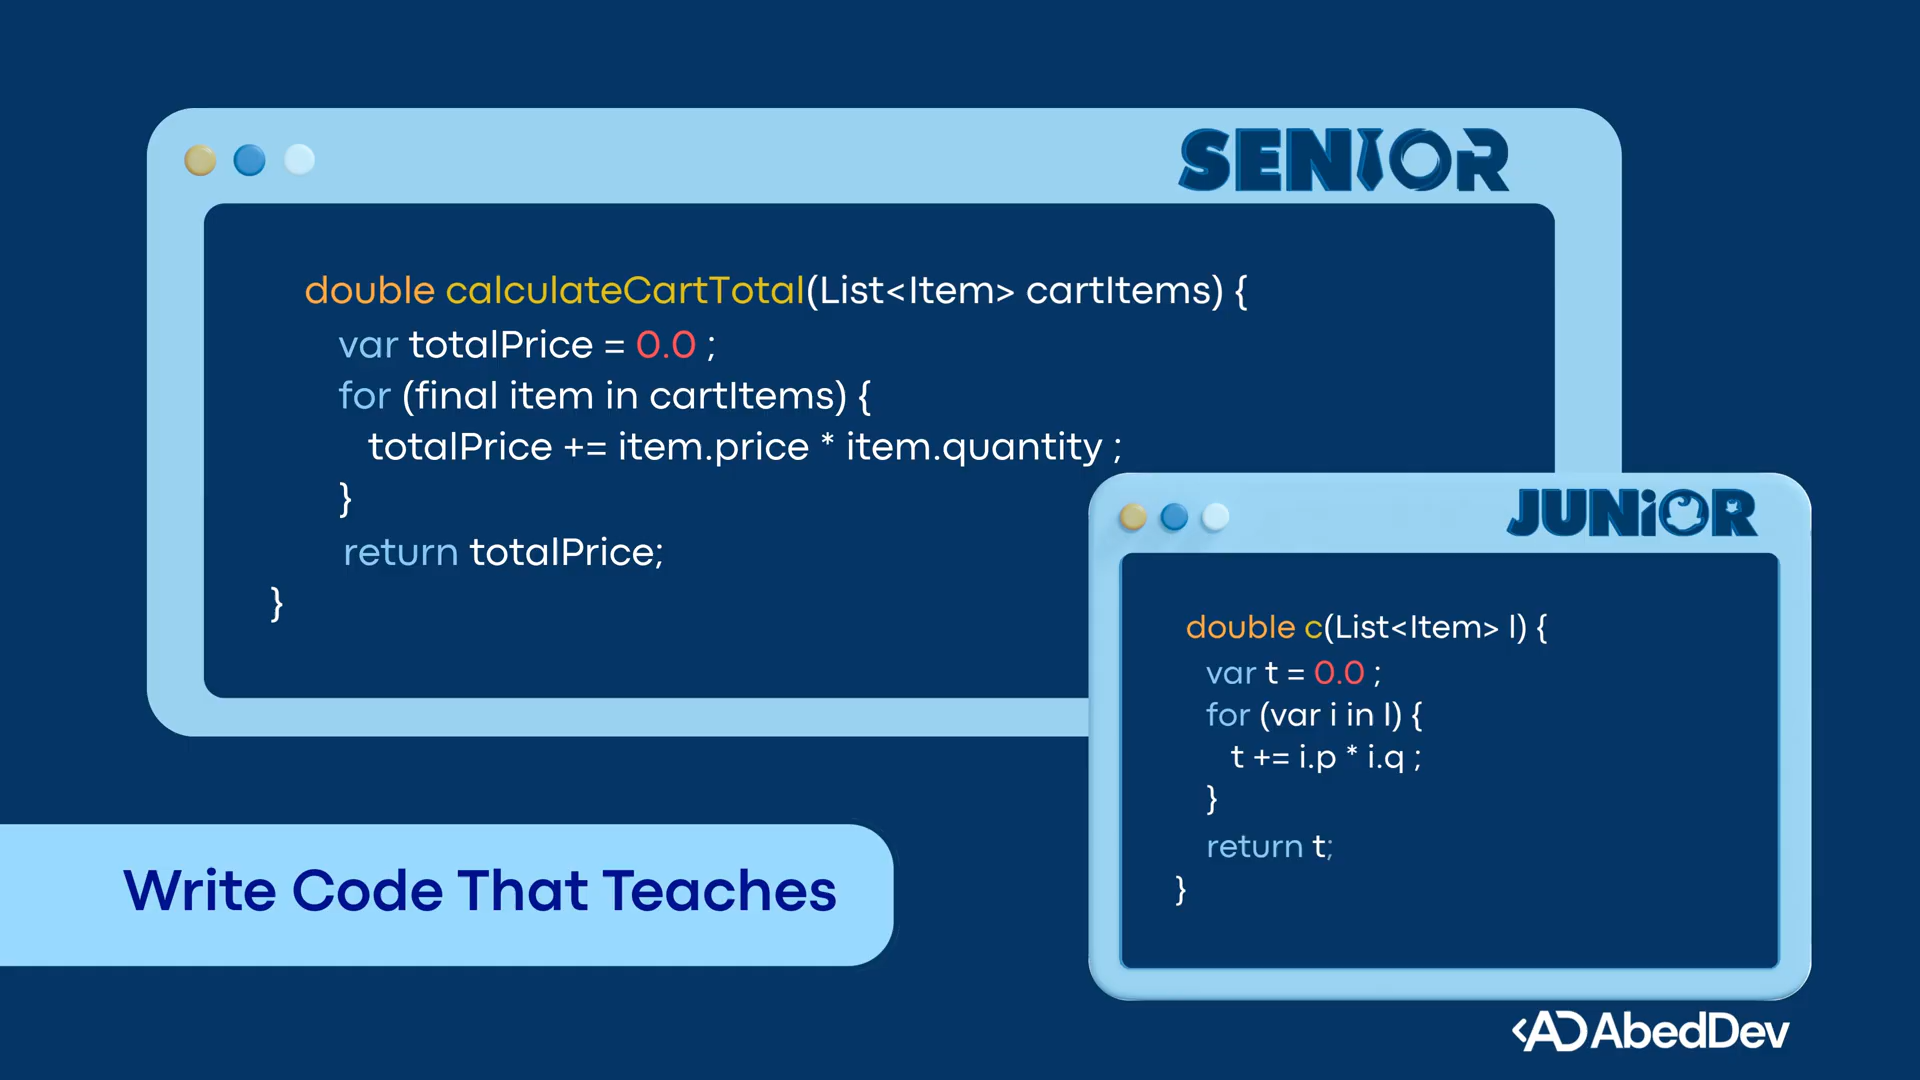 SENIOR
double calculateCartTotal(List<Item> cartItems) {
var totalPrice = 0.0 ;
for (final item in cartItems) {
totalPrice += item.price * item.quantity ;
}
return totalPrice;
}
JUNiOR
double c(List<Item> l) {
var t = 0.0 ;
for (var i in l) {
t += i.p * i.q ;
}
return t;
}
Write Code That Teaches
AbedDev